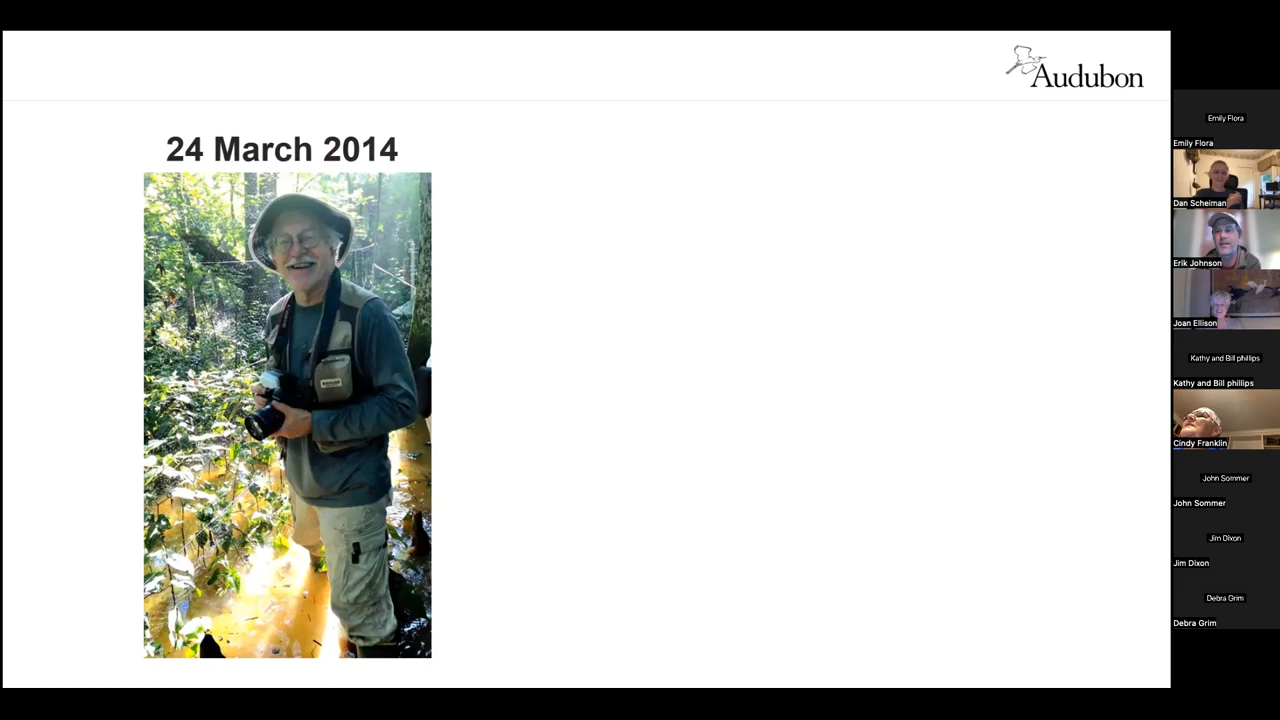 Audubon
24 March 2014
Emily Flora
Emily Flora
Dan Scheiman
Erik Johnson
Joan Ellison
Kathy and Bill phillips
Kathy and Bill phillips
Cindy Franklin
John Sommer
John Sommer
Jim Dixon
Jim Dixon
Debra Grim
Debra Grim